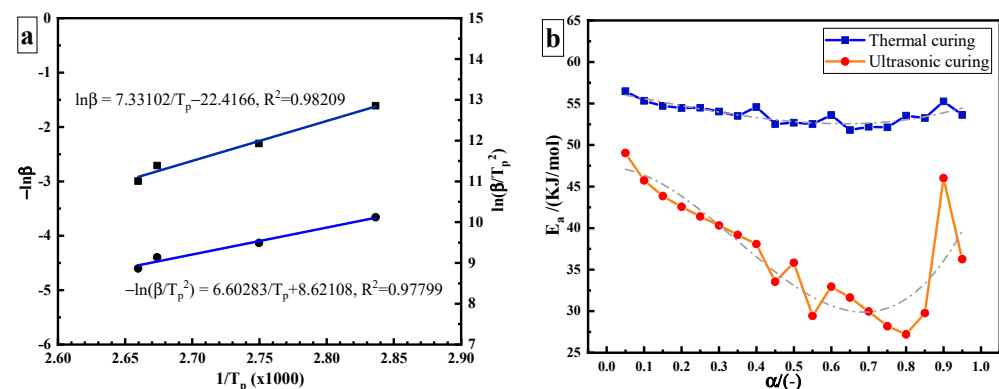 a
−lnβ
0
-1
-2
-3
-4
-5
-6
lnβ = 7.33102/Tp−22.4166, R²=0.98209
−ln(β/Tp²) = 6.60283/Tp+8.62108, R²=0.97799
15
14
13
12
11
10
9
8
7
ln(β/Tp²)
2.60 2.65 2.70 2.75 2.80 2.85 2.90
1/Tp (x1000)
b
Thermal curing
Ultrasonic curing
Ea /(KJ/mol)
65
60
55
50
45
40
35
30
25
0.0 0.1 0.2 0.3 0.4 0.5 0.6 0.7 0.8 0.9 1.0
α/(-)